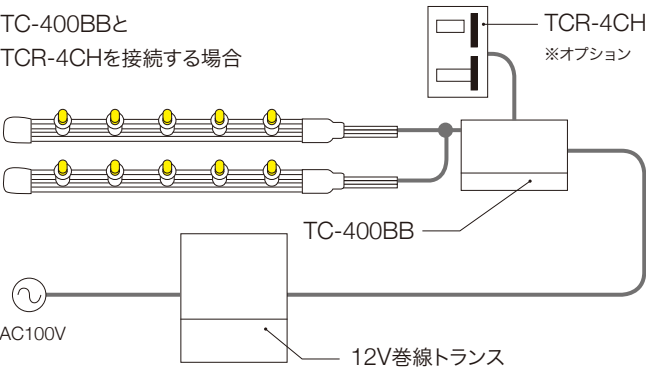 TC-400BBと
TCR-4CHを接続する場合
TCR-4CH
※オプション
TC-400BB
AC100V
12V巻線トランス